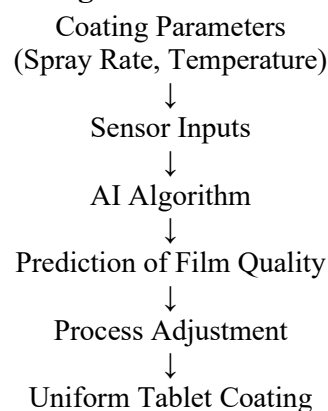 Coating Parameters
(Spray Rate, Temperature)
↓
Sensor Inputs
↓
AI Algorithm
↓
Prediction of Film Quality
↓
Process Adjustment
↓
Uniform Tablet Coating